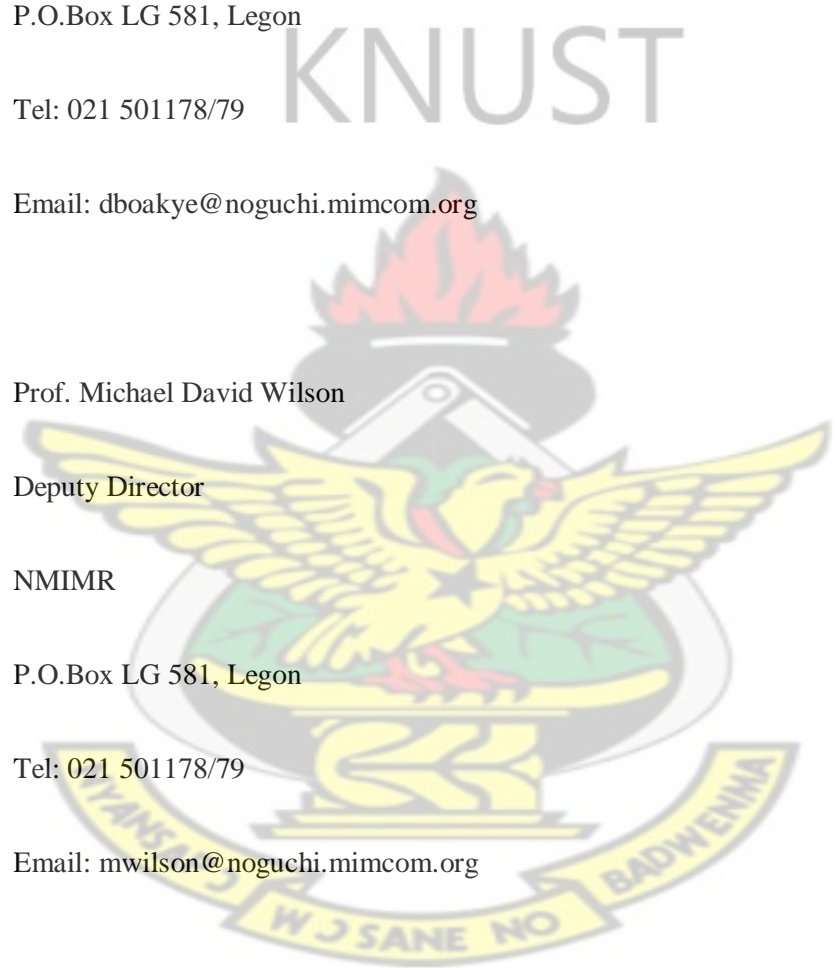 P.O.Box LG 581, Legon
KNUST
Tel: 021 501178/79
Email: dboakye@noguchi.mimcom.org
Prof. Michael David Wilson
Deputy Director
NMIMR
P.O.Box LG 581, Legon
Tel: 021 501178/79
Email: mwilson@noguchi.mimcom.org
W Ɔ SANE NO
BADWENMA